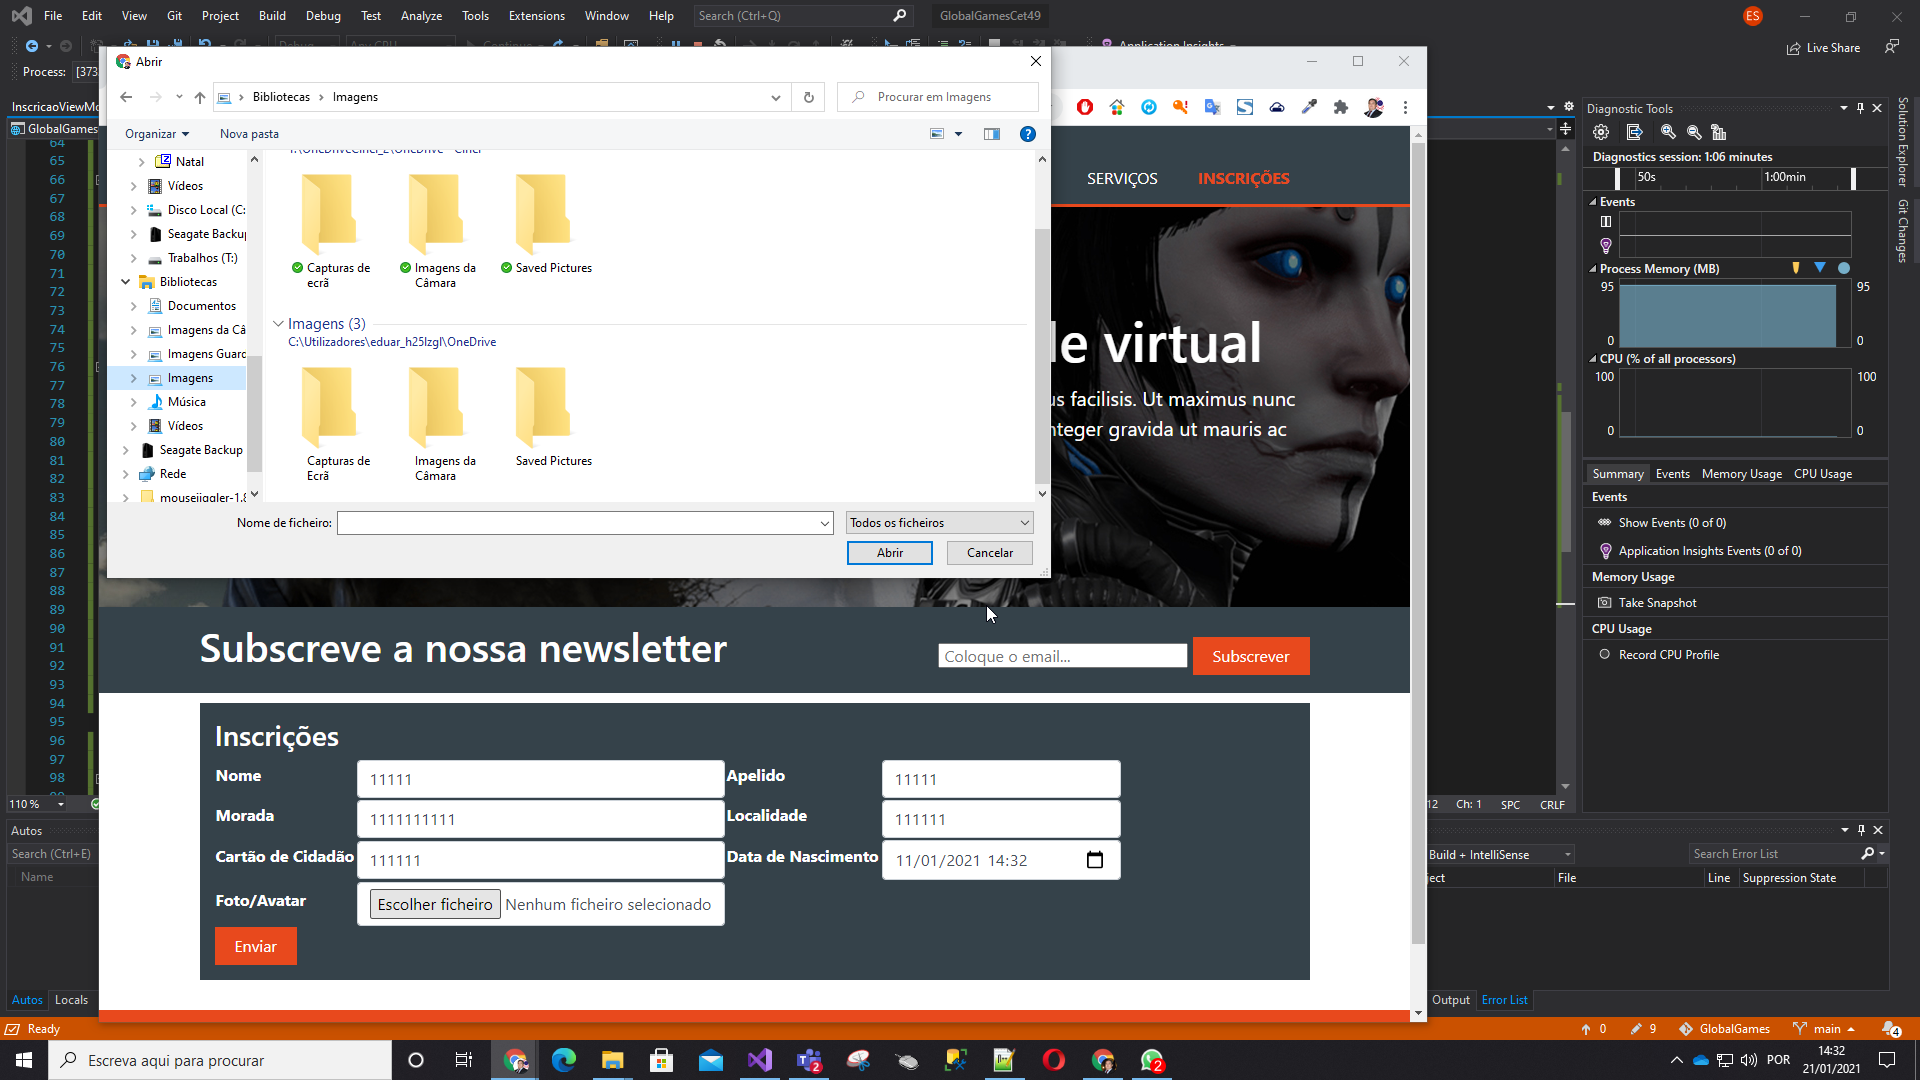 File Edit View Git Project Build Debug Test Analyze Tools Extensions Window Help Search (Ctrl+Q) GlobalGamesCet49 ES
Live Share
Process: [373
InscricaoViewMo
GlobalGames
Abrir
Bibliotecas Imagens
Procurar em Imagens
Organizar Nova pasta
Natal
Vídeos
Disco Local (C:
Seagate Backu
Trabalhos (T:)
Bibliotecas
Documentos
Imagens da Câ
Imagens Guard
Imagens
Música
Vídeos
Seagate Backup
Rede
mousejiggler-1.8
Capturas de ecrã
Imagens da Câmara
Saved Pictures
Imagens (3)
C:\Utilizadores\eduar_h25lzgl\OneDrive
Capturas de Ecrã
Imagens da Câmara
Saved Pictures
Nome de ficheiro:
Todos os ficheiros
Abrir Cancelar
64
65
66
67
68
69
70
71
72
73
74
75
76
77
78
79
80
81
82
83
84
85
86
87
88
89
90
91
92
93
94
95
96
97
98
110 %
SERVIÇOS INSCRIÇÕES
le virtual
us facilisis. Ut maximus nunc
nteger gravida ut mauris ac
Subscreve a nossa newsletter
Coloque o email...
Subscrever
Inscrições
Nome 11111 Apelido 11111
Morada 1111111111 Localidade 111111
Cartão de Cidadão 111111 Data de Nascimento 11/01/2021 14:32
Foto/Avatar Escolher ficheiro Nenhum ficheiro selecionado
Enviar
Diagnostic Tools
Diagnostics session: 1:06 minutes
50s 1:00min
Events
Process Memory (MB)
95 95
0 0
CPU (% of all processors)
100 100
0 0
Summary Events Memory Usage CPU Usage
Events
Show Events (0 of 0)
Application Insights Events (0 of 0)
Memory Usage
Take Snapshot
CPU Usage
Record CPU Profile
Solution Explorer
Git Changes
12 Ch: 1 SPC CRLF
Autos
Search (Ctrl+E)
Name
Autos Locals
Build + IntelliSense
Search Error List
ject File Line Suppression State
Output Error List
Ready
0 9 GlobalGames main 4
Escreva aqui para procurar
2
2
POR
14:32
21/01/2021